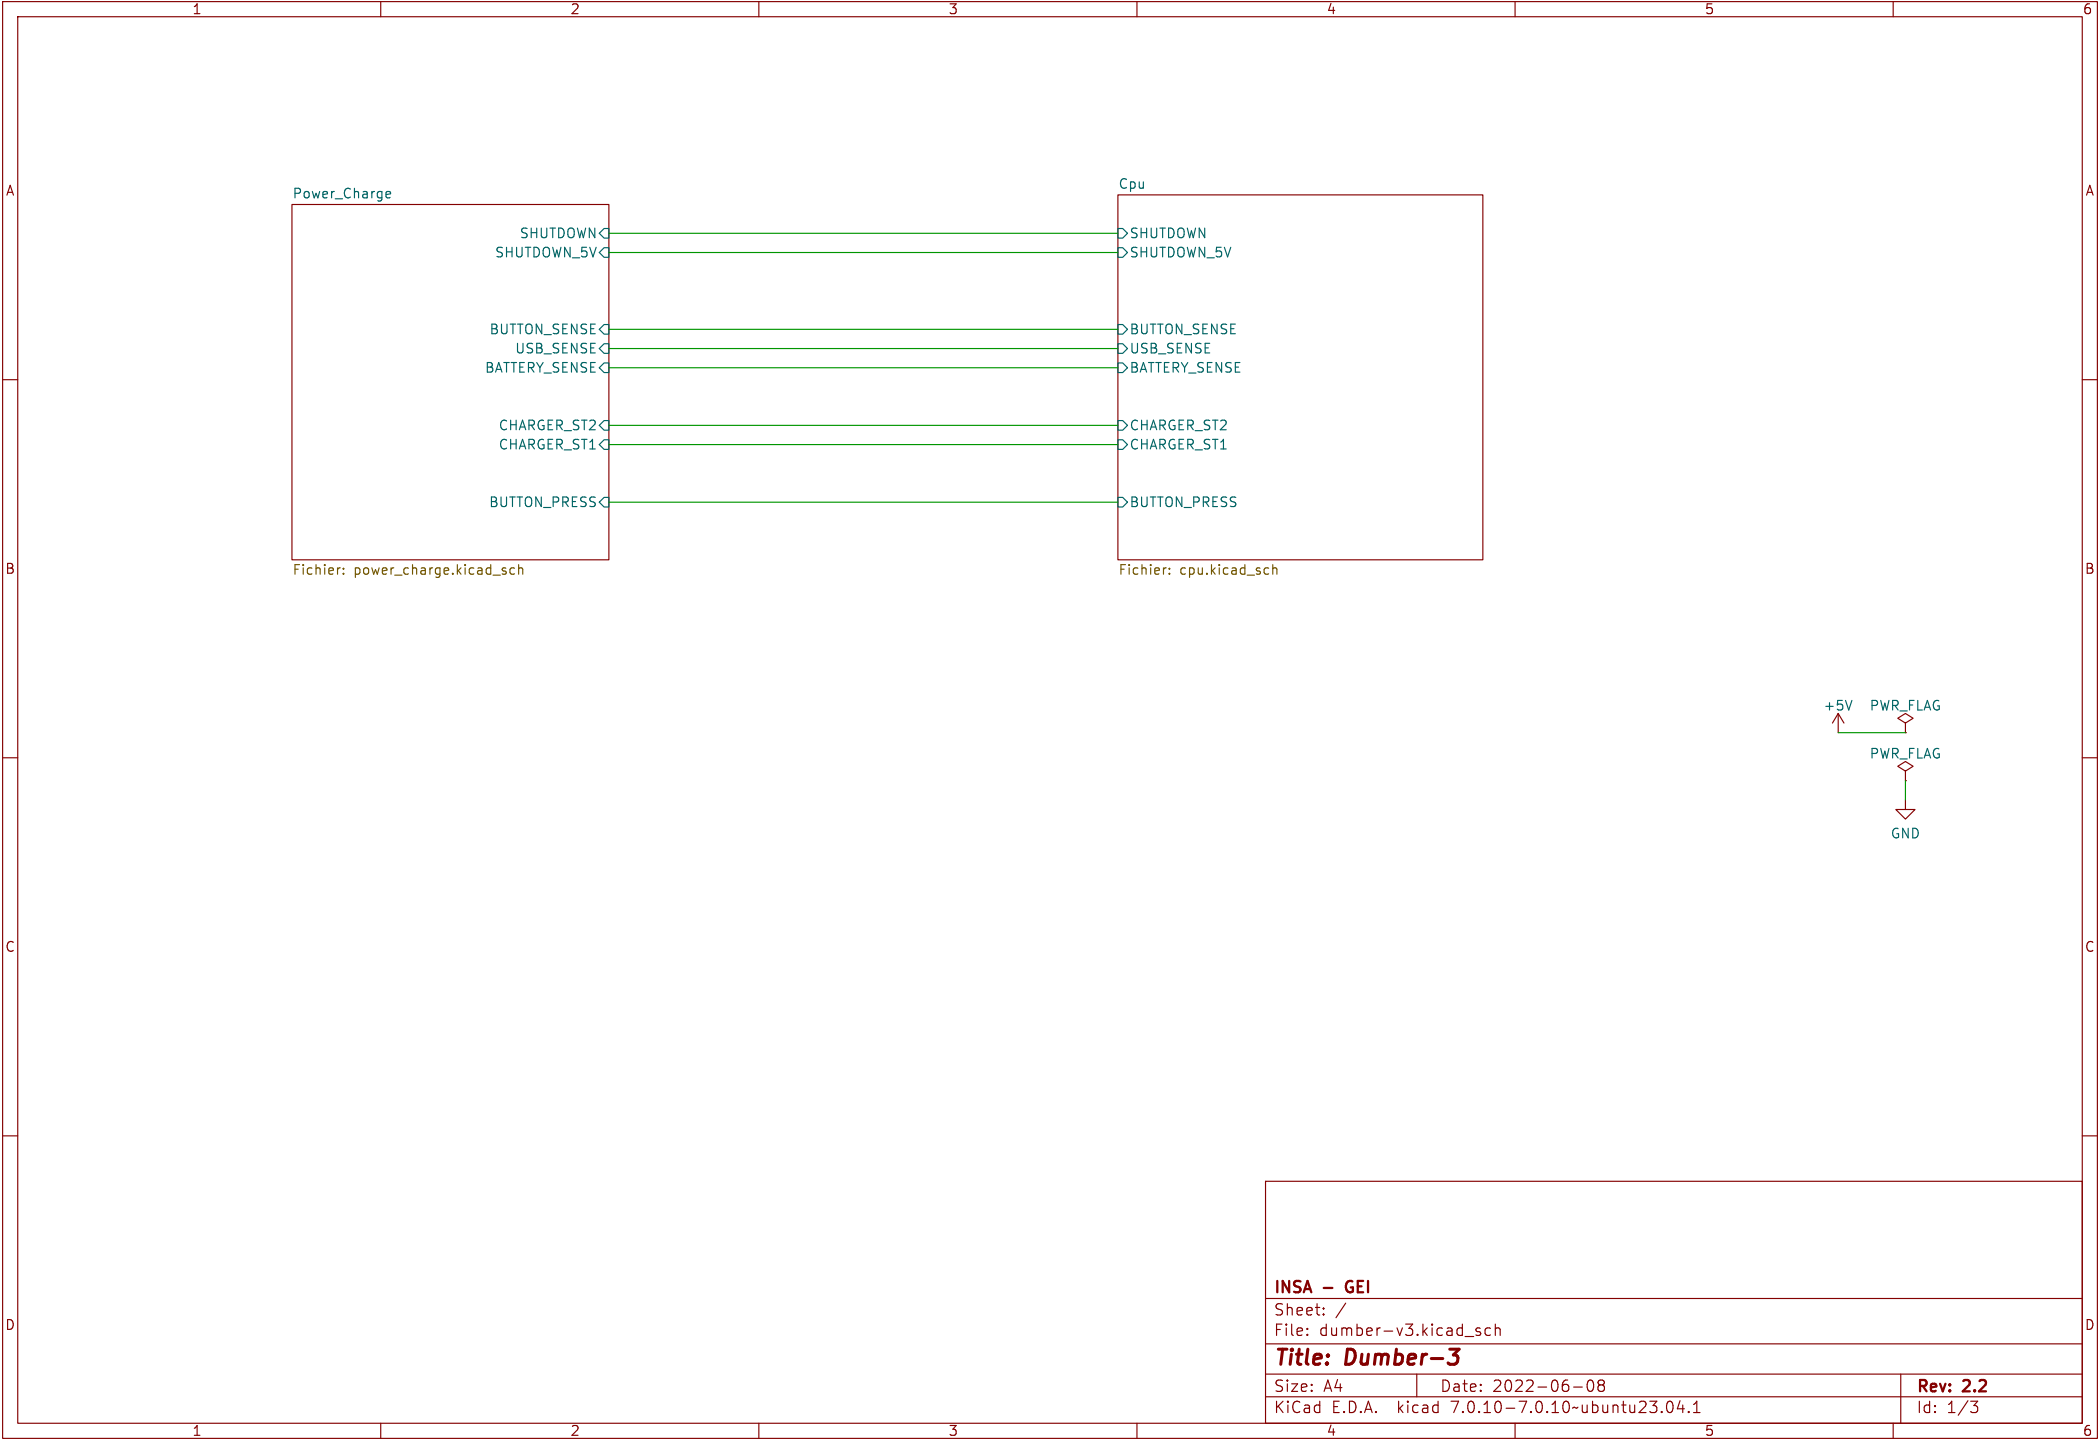 1 2 3 4 5 6
A A
Power_Charge
Cpu
SHUTDOWN SHUTDOWN
SHUTDOWN_5V SHUTDOWN_5V
BUTTON_SENSE BUTTON_SENSE
USB_SENSE USB_SENSE
BATTERY_SENSE BATTERY_SENSE
CHARGER_ST2 CHARGER_ST2
CHARGER_ST1 CHARGER_ST1
BUTTON_PRESS BUTTON_PRESS
B B
Fichier: power_charge.kicad_sch
Fichier: cpu.kicad_sch
+5V PWR_FLAG
PWR_FLAG
GND
C C
INSA – GEI
Sheet: /
D D
File: dumber-v3.kicad_sch
Title: Dumber-3
Size: A4 Date: 2022-06-08 Rev: 2.2
KiCad E.D.A. kicad 7.0.10-7.0.10~ubuntu23.04.1 Id: 1/3
1 2 3 4 5 6